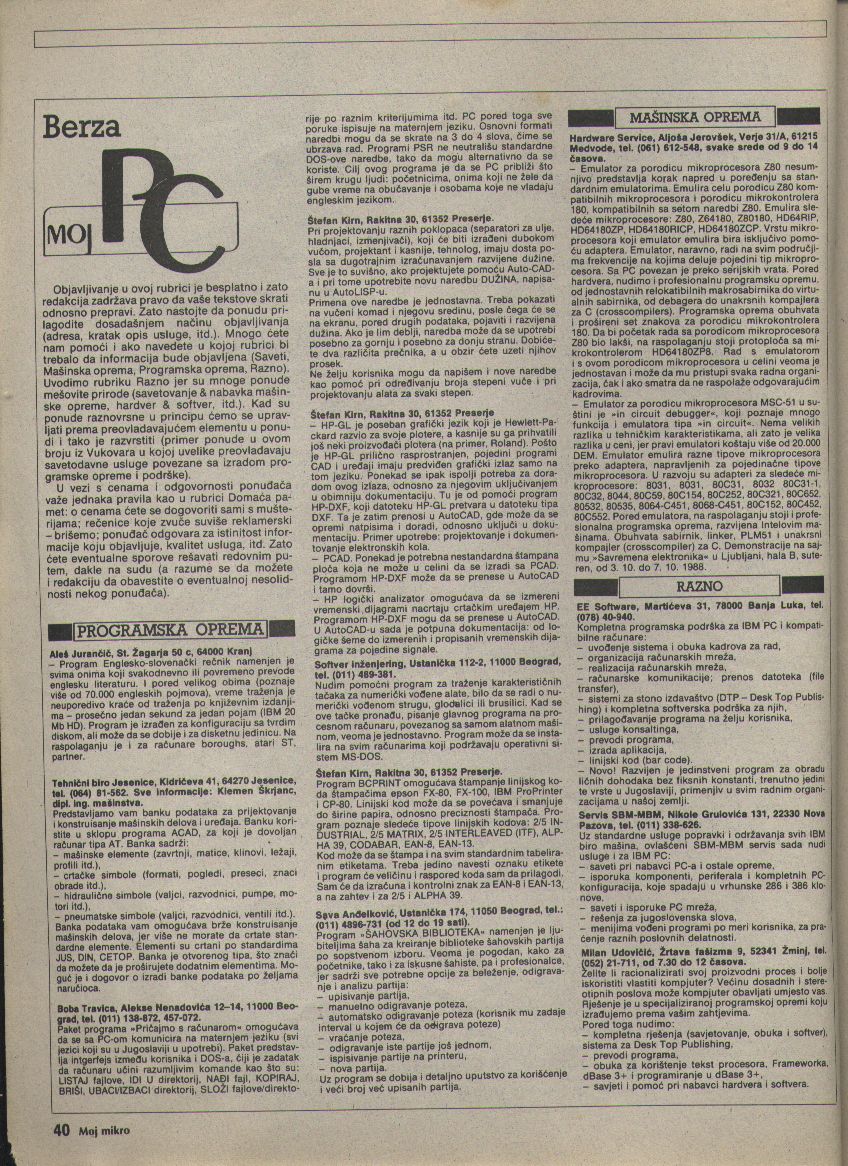 Berza
MOJ
PC
Objavljivanje u ovoj rubrici je besplatno i zato
redakcija zadržava pravo da vaše tekstove skrati
odnosno prepravi. Zato nastojte da ponudu pri-
lagodite dosadašnjem načinu objavljivanja
(adresa, kratak opis usluge, itd.). Mnogo ćete
nam pomoći i ako navedete u kojoj rubrici bi
trebalo da informacija bude objavljena (Saveti,
Mašinska oprema, Programska oprema, Razno).
Uvodimo rubriku Razno jer su mnoge ponude
mešovite prirode (savetovanje & nabavka mašin-
ske opreme, hardver & softver, itd.). Kad su
ponude raznovrsne u principu ćemo se uprav-
ljati prema preovladavajućem elementu u ponu-
di i tako je razvrstiti (primer ponude u ovom
broju iz Vukovara u kojoj uvelike preovladavaju
savetodavne usluge povezane sa izradom pro-
gramske opreme i podrške).
U vezi s cenama i odgovornosti ponuđača
važe jednaka pravila kao u rubrici Domaća pa-
met: o cenama ćete se dogovoriti sami s mušte-
rijama; rečenice koje zvuče suviše reklamerski
– brišemo; ponuđač odgovara za istinitost infor-
macije koju objavljuje, kvalitet usluga, itd. Zato
ćete eventualne sporove rešavati redovnim pu-
tem, dakle na sudu (a razume se da možete
i redakciju da obavestite o eventualnoj nesolid-
nosti nekog ponuđača).
PROGRAMSKA OPREMA
Aleš Jurančič, St. Žagarja 50 c, 64000 Kranj
– Program Englesko-slovenački rečnik namenjen je
svima onima koji svakodnevno ili povremeno prevode
englesku literaturu. I pored velikog obima (poznaje
više od 70.000 engleskih pojmova), vreme traženja je
neuporedivo kraće od traženja po književnim izdanji-
ma – prosečno jedan sekund za jedan pojam (IBM 20
Mb HD). Program je izrađen za konfiguraciju sa tvrdim
diskom, ali može da se dobije i za disketnu jedinicu. Na
raspolaganju je i za računare boroughs, atari ST,
partner.
Tehnični biro Jesenice, Kidričeva 41, 64270 Jesenice,
tel. (064) 81-562. Sve informacije: Klemen Škrjanc,
dipl. ing. mašinstva.
Predstavljamo vam banku podataka za prijektovanje
i konstruisanje mašinskih delova i uređaja. Banku kori-
stite u sklopu programa ACAD, za koji je dovoljan
računar tipa AT. Banka sadrži:
– mašinske elemente (zavrtnji, matice, klinovi, ležaji,
profili itd.),
– crtačke simbole (formati, pogledi, preseci, znaci
obrade itd.),
– hidraulične simbole (valjci, razvodnici, pumpe, mo-
tori itd.),
– pneumatske simbole (valjci, razvodnici, ventili itd.).
Banka podataka vam omogućava brže konstruisanje
mašinskih delova, jer više ne morate da crtate stan-
dardne elemente. Elementi su crtani po standardima
JUS, DIN, CETOP. Banka je otvorenog tipa, što znači
da možete da je proširujete dodatnim elementima. Mo-
guć je i dogovor o izradi banke podataka po željama
naručioca.
Boba Travica, Alekse Nenadovića 12–14, 11000 Beo-
grad, tel. (011) 138-872, 457-072.
Paket programa »Pričajmo s računarom« omogućava
da se sa PC-om komunicira na maternjem jeziku (svi
jezici koji su u Jugoslaviji u upotrebi). Paket predstav-
lja intgerfejs između korisnika i DOS-a, čiji je zadatak
da računaru učini razumljivim komande kao što su:
LISTAJ fajlove, IDI U direktorij, NAĐI fajl, KOPIRAJ,
BRIŠI, UBACI/IZBACI direktorij, SLOŽI fajlove/direkto-
rije po raznim kriterijumima itd. PC pored toga sve
poruke ispisuje na maternjem jeziku. Osnovni formati
naredbi mogu da se skrate na 3 do 4 slova, čime se
ubrzava rad. Programi PSR ne neutrališu standardne
DOS-ove naredbe, tako da mogu alternativno da se
koriste. Cilj ovog programa je da se PC približi što
širem krugu ljudi: početnicima, onima koji ne žele da
gube vreme na obučavanje i osobama koje ne vladaju
engleskim jezikom.
Štefan Kirn, Rakitna 30, 61352 Preserje.
Pri projektovanju raznih poklopaca (separatori za ulje,
hladnjaci, izmenjivači), koji će biti izrađeni dubokom
vučom, projektant i kasnije, tehnolog, imaju dosta po-
sla sa dugotrajnim izračunavanjem razvijene dužine.
Sve je to suvišno, ako projektujete pomoću Auto-CAD-
a i pri tome upotrebite novu naredbu DUŽINA, napisa-
nu u AutoLISP-u.
Primena ove naredbe je jednostavna. Treba pokazati
na vučeni komad i njegovu sredinu, posle čega će se
na ekranu, pored drugih podataka, pojaviti i razvijena
dužina. Ako je lim deblji, naredba može da se upotrebi
posebno za gornju i posebno za donju stranu. Dobiće-
te dva različita prečnika, a u obzir ćete uzeti njihov
prosek.
Ne želju korisnika mogu da napišem i nove naredbe
kao pomoć pri određivanju broja stepeni vuče i pri
projektovanju alata za svaki stepen.
Štefan Kirn, Rakitna 30, 61352 Preserje
– HP-GL je poseban grafički jezik koji je Hewlett-Pa-
ckard razvio za svoje plotere, a kasnije su ga prihvatili
još neki proizvođači plotera (na primer, Roland). Pošto
je HP-GL prilično rasprostranjen, pojedini programi
CAD i uređaji imaju predviđen grafički izlaz samo na
tom jeziku. Ponekad se ipak ispolji potreba za dora-
dom ovog izlaza, odnosno za njegovim uključivanjem
u obimniju dokumentaciju. Tu je od pomoći program
HP-DXF, koji datoteku HP-GL pretvara u datoteku tipa
DXF. Ta je zatim prenosi u AutoCAD, gde može da se
opremi natpisima i doradi, odnosno uključi u doku-
mentaciju. Primer upotrebe: projektovanje i dokumen-
tovanje elektronskih kola.
– PCAD. Ponekad je potrebna nestandardna štampana
ploča koja ne može u celini da se izradi sa PCAD.
Programom HP-DXF može da se prenese u AutoCAD
i tamo dovrši.
– HP logički analizator omogućava da se izmereni
vremenski dijagrami nacrtaju crtačkim uređajem HP.
Programom HP-DXF mogu da se prenesu u AutoCAD.
U AutoCAD-u sada je potpuna dokumentacija: od lo-
gičke šeme do izmerenih i propisanih vremenskih dija-
grama za pojedine signale.
Softver inženjering, Ustanička 112-2, 11000 Beograd,
tel. (011) 489-381.
Nudim pomoćni program za traženje karakterističnih
tačaka za numerički vođene alate, bilo da se radi o nu-
merički vođenom strugu, glodalici ili brusilici. Kad se
ove tačke pronađu, pisanje glavnog programa na pro-
cesnom računaru, povezanog sa samom alatnom maši-
nom, veoma je jednostavno. Program može da se insta-
lira na svim računarima koji podržavaju operativni si-
stem MS-DOS.
Štefan Kirn, Rakitna 30, 61352 Preserje.
Program BCPRINT omogućava štampanje linijskog ko-
da štampačima epson FX-80, FX-100, IBM ProPrinter
i CP-80. Linijski kod može da se povećava i smanjuje
do širine papira, odnosno preciznosti štampača. Pro-
gram poznaje sledeće tipove linijskih kodova: 2/5 IN-
DUSTRIAL, 2/5 MATRIX, 2/5 INTERLEAVED (ITF), ALP-
HA 39, CODABAR, EAN-8, EAN-13.
Kod može da se štampa i na svim standardnim tabelira-
nim etiketama. Treba jedino navesti oznaku etikete
i program će veličinu i raspored koda sam da prilagodi.
Sam će da izračuna i kontrolni znak za EAN-8 i EAN-13,
a na zahtev i za 2/5 i ALPHA 39.
Sava Anđelković, Ustanička 174, 11050 Beograd, tel.:
(011) 4896-731 (od 12 do 19 sati).
Program »ŠAHOVSKA BIBLIOTEKA« namenjen je lju-
biteljima šaha za kreiranje biblioteke šahovskih partija
po sopstvenom izboru. Veoma je pogodan, kako za
početnike, tako i za iskusne šahiste, pa i profesionalce,
jer sadrži sve potrebne opcije za beleženje, odigrava-
nje i analizu partija:
– upisivanje partija,
– manuelno odigravanje poteza,
– automatsko odigravanje poteza (korisnik mu zadaje
interval u kojem će da odigrava poteze)
– vraćanje poteza,
– odigravanje iste partije još jednom,
– ispisivanje partije na printeru,
– nova partija.
Uz program se dobija i detaljno uputstvo za korišćenje
i veći broj već upisanih partija.
MAŠINSKA OPREMA
Hardware Service, Aljoša Jerovšek, Verje 31/A, 61215
Medvode, tel. (061) 612-548, svake srede od 9 do 14
časova.
– Emulator za porodicu mikroprocesora Z80 nesum-
njivo predstavlja korak napred u poređenju sa stan-
dardnim emulatorima. Emulira celu porodicu Z80 kom-
patibilnih mikroprocesora i porodicu mikrokontrolera
180, kompatibilnih sa setom naredbi Z80. Emulira sle-
deće mikroprocesore: Z80, Z64180, Z80180, HD64RIP,
HD64180ZP, HD64180RICP, HD64180ZCP. Vrstu mikro-
procesora koji emulator emulira bira isključivo pomo-
ću adaptera. Emulator, naravno, radi na svim područji-
ma frekvencije na kojima deluje pojedini tip mikropro-
cesora. Sa PC povezan je preko serijskih vrata. Pored
hardvera, nudimo i profesionalnu programsku opremu,
od jednostavnih relokatibilnih makrosabirnika do virtu-
alnih sabirnika, od debagera do unakrsnih kompajlera
za C (crosscompilers). Programska oprema obuhvata
i prošireni set znakova za porodicu mikrokontrolera
180. Da bi početak rada sa porodicom mikroprocesora
Z80 bio lakši, na raspolaganju stoji protoploča sa mi-
krokontrolerom HD64180ZP8. Rad s emulatorom
i s ovom porodicom mikroprocesora u celini veoma je
jednostavan i može da mu pristupi svaka radna organi-
zacija, čak i ako smatra da ne raspolaže odgovarajućim
kadrovima.
– Emulator za porodicu mikroprocesora MSC-51 u su-
štini je »in circuit debugger«, koji poznaje mnogo
funkcija i emulatora tipa »in circuit«. Nema velikih
razlika u tehničkim karakteristikama, ali zato je velika
razlika u ceni, jer pravi emulatori koštaju više od 20.000
DEM. Emulator emulira razne tipove mikroprocesora
preko adaptera, napravljenih za pojedinačne tipove
mikroprocesora. U razvoju su adapteri za sledeće mi-
kroprocesore: 8031, 8031, 80C31, 8032 80C31-1,
80C32, 8044, 80C59, 80C154, 80C252, 80C321, 80C652,
80532, 80535, 8064-C451, 8068-C451, 80C152, 80C452,
80C552. Pored emulatora, na raspolaganju stoji i profe-
sionalna programska oprema, razvijena Intelovim ma-
šinama. Obuhvata sabirnik, linker, PLM51 i unakrsni
kompajler (crosscompiler) za C. Demonstracije na saj-
mu »Savremena elektronika« u Ljubljani, hala B, sute-
ren, od 3. 10. do 7. 10. 1988.
RAZNO
EE Software, Martićeva 31, 78000 Banja Luka, tel.
(078) 40-940.
Kompletna programska podrška za IBM PC i kompati-
bilne računare:
– uvođenje sistema i obuka kadrova za rad,
– organizacija računarskih mreža,
– realizacija računarskih mreža,
– računarske komunikacije; prenos datoteka (file
transfer),
– sistemi za stono izdavaštvo (DTP – Desk Top Publis-
hing) i kompletna softverska podrška za njih,
– prilagođavanje programa na želju korisnika,
– usluge konsaltinga,
– prevodi programa,
– izrada aplikacija,
– linijski kod (bar code).
– Novo! Razvijen je jedinstveni program za obradu
ličnih dohodaka bez fiksnih konstanti, trenutno jedini
te vrste u Jugoslaviji, primenjiv u svim radnim organi-
zacijama u našoj zemlji.
Servis SBM-MBM, Nikole Grulovića 131, 22330 Nova
Pazova, tel. (011) 338-626.
Uz standardne usluge popravki i održavanja svih IBM
biro mašina, ovlašćeni SBM-MBM servis sada nudi
usluge i za IBM PC:
– saveti pri nabavci PC-a i ostale opreme,
– isporuka komponenti, periferala i kompletnih PC-
konfiguracija, koje spadaju u vrhunske 286 i 386 klo-
nove,
– saveti i isporuke PC mreža,
– rešenja za jugoslovenska slova,
– menijima vođeni programi po meri korisnika, za pra-
ćenje raznih poslovnih delatnosti.
Milan Udovičić, Žrtava fašizma 9, 52341 Žminj, tel.
(052) 21-711, od 7.30 do 12 časova.
Želite li racionalizirati svoj proizvodni proces i bolje
iskoristiti vlastiti kompjuter? Većinu dosadnih i stere-
otipnih poslova može kompjuter obavljati umjesto vas.
Rješenje je u specijaliziranoj programskoj opremi koju
izrađujemo prema vašim zahtjevima.
Pored toga nudimo:
– kompletna rješenja (savjetovanje, obuka i softver),
sistema za Desk Top Publishing,
– prevodi programa,
– obuka za korištenje tekst procesora, Frameworka,
dBase 3+ i programiranje u dBase 3+,
– savjeti i pomoć pri nabavci hardvera i softvera.
40 Moj mikro